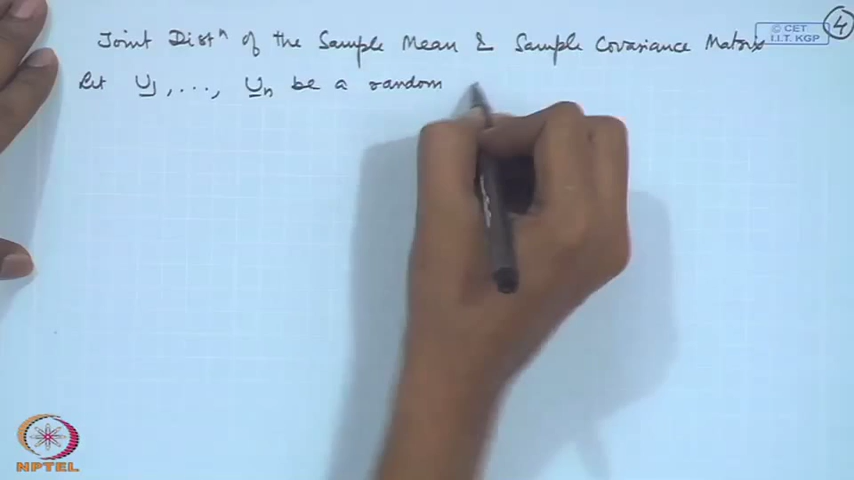 Joint Distⁿ of the Sample Mean & Sample Covariance Matrix
Let U₁, ..., Uₙ be a random
© CET
I.I.T. KGP
4
NPTEL